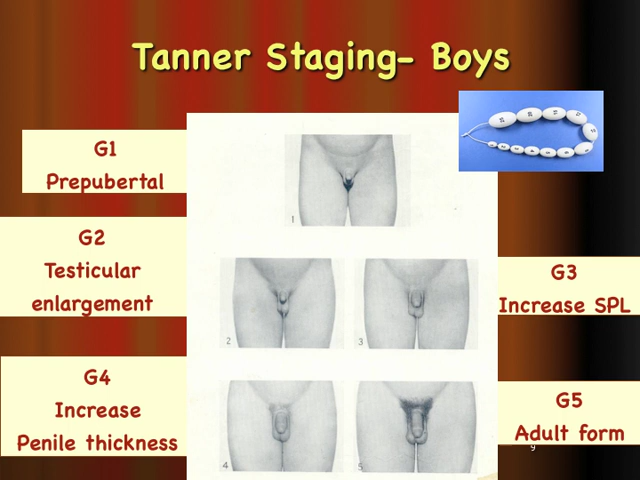 Tanner Staging- Boys
G1
Prepubertal
1
G2
Testicular
enlargement
2
3
G3
Increase SPL
G4
Increase
Penile thickness
4
5
G5
Adult form
9